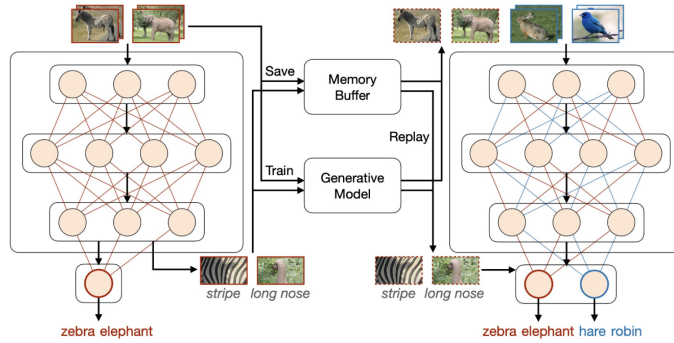 Save
Memory
Buffer
Replay
Train
Generative
Model
stripe long nose
stripe long nose
zebra elephant
zebra elephant hare robin